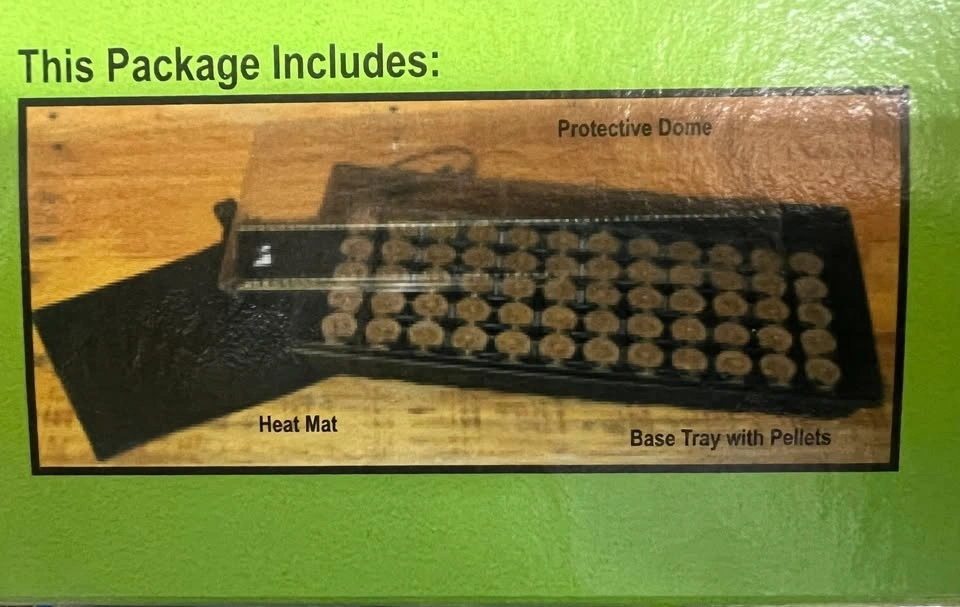 This Package Includes:
Protective Dome
Heat Mat
Base Tray with Pellets